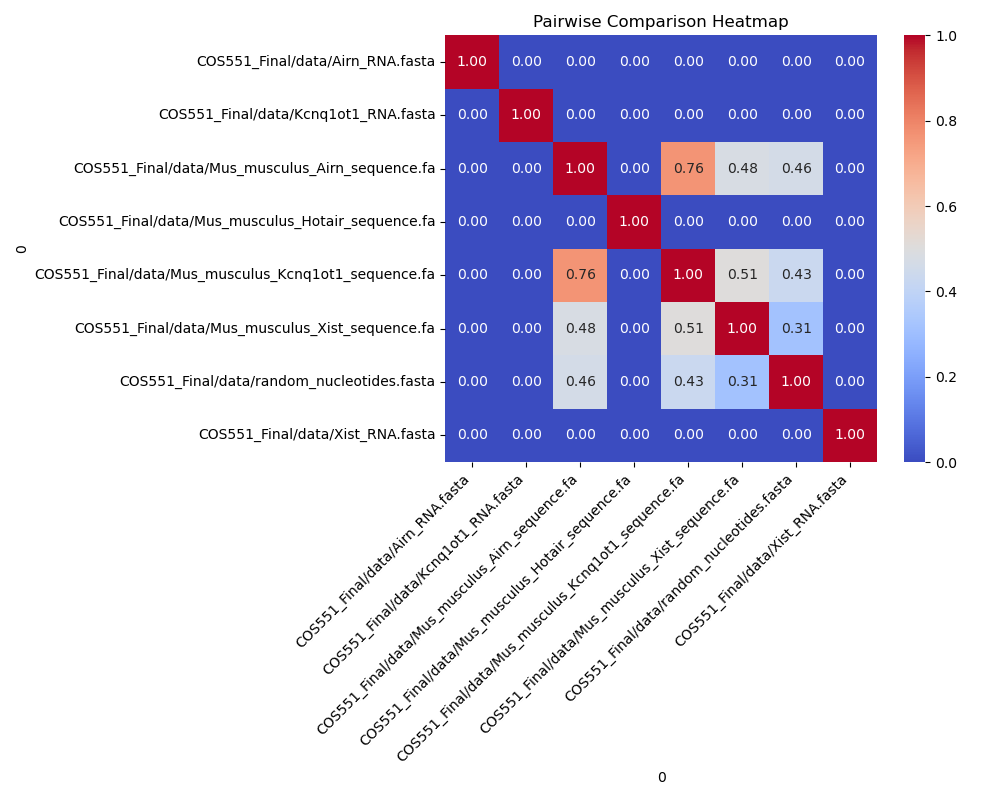 Pairwise Comparison Heatmap
COS551_Final/data/Airn_RNA.fasta 1.00 0.00 0.00 0.00 0.00 0.00 0.00 0.00
COS551_Final/data/Kcnq1ot1_RNA.fasta 0.00 1.00 0.00 0.00 0.00 0.00 0.00 0.00
COS551_Final/data/Mus_musculus_Airn_sequence.fa 0.00 0.00 1.00 0.00 0.76 0.48 0.46 0.00
COS551_Final/data/Mus_musculus_Hotair_sequence.fa 0.00 0.00 0.00 1.00 0.00 0.00 0.00 0.00
COS551_Final/data/Mus_musculus_Kcnq1ot1_sequence.fa 0.00 0.00 0.76 0.00 1.00 0.51 0.43 0.00
COS551_Final/data/Mus_musculus_Xist_sequence.fa 0.00 0.00 0.48 0.00 0.51 1.00 0.31 0.00
COS551_Final/data/random_nucleotides.fasta 0.00 0.00 0.46 0.00 0.43 0.31 1.00 0.00
COS551_Final/data/Xist_RNA.fasta 0.00 0.00 0.00 0.00 0.00 0.00 0.00 1.00
0
COS551_Final/data/Airn_RNA.fasta
COS551_Final/data/Kcnq1ot1_RNA.fasta
COS551_Final/data/Mus_musculus_Airn_sequence.fa
COS551_Final/data/Mus_musculus_Hotair_sequence.fa
COS551_Final/data/Mus_musculus_Kcnq1ot1_sequence.fa
COS551_Final/data/Mus_musculus_Xist_sequence.fa
COS551_Final/data/random_nucleotides.fasta
COS551_Final/data/Xist_RNA.fasta
0
1.0
0.8
0.6
0.4
0.2
0.0